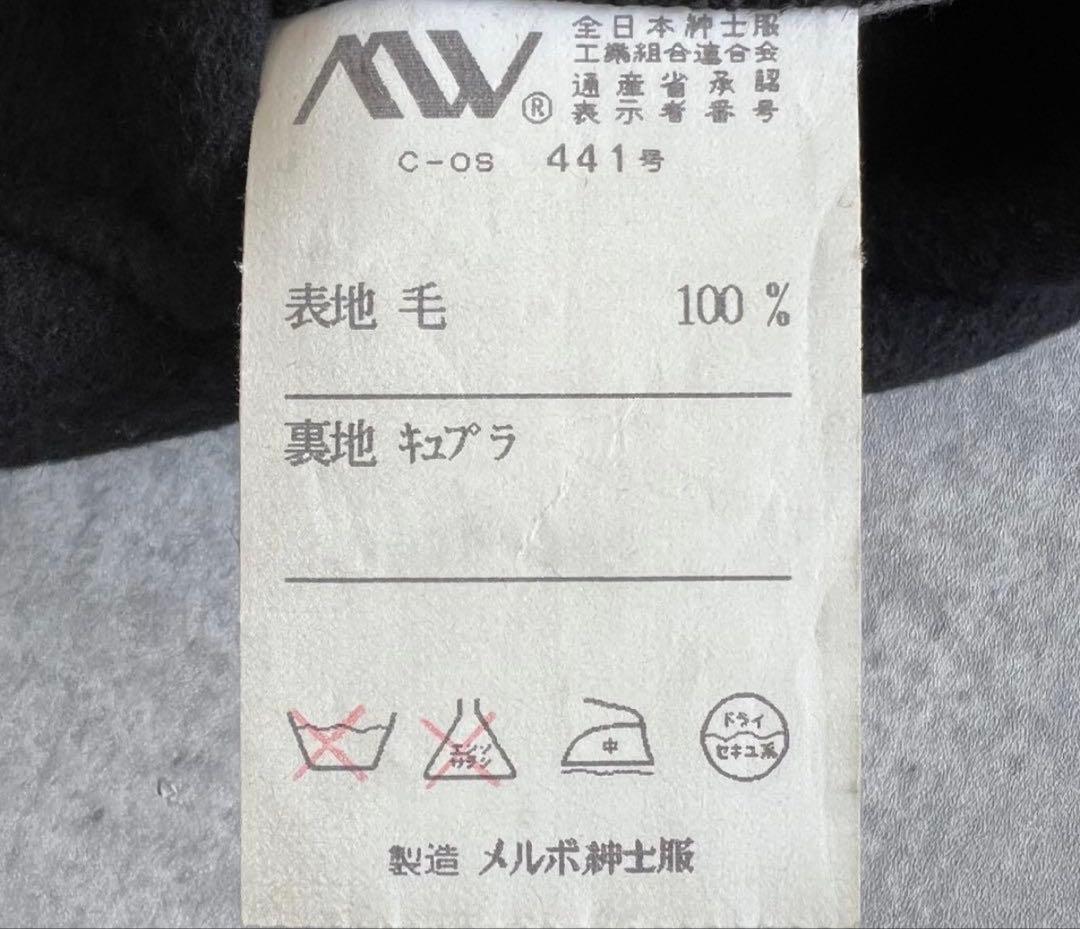 MW®
全日本紳士服
工業組合連合会
通産省承認
表示者番号
C-OS 441号
表地 毛 100 %
裏地 キュプラ
エンソ
サラシ
中
ドライ
セキユ系
製造 メルボ紳士服